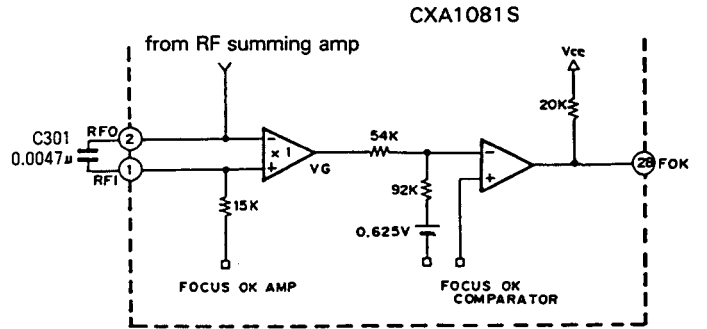 CXA1081S
from RF summing amp
Vcc
20K
C301
0.0047µ
RFO
2
RFI
1
−
× 1
+
VG
54K
−
+
28
FOK
15K
92K
0.625V
FOCUS OK AMP
FOCUS OK
COMPARATOR